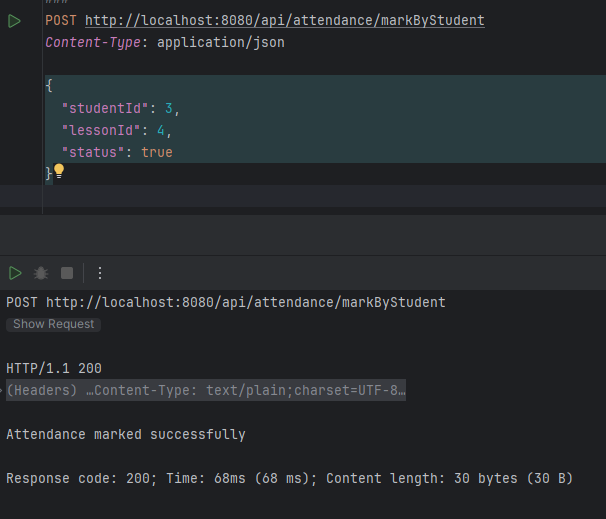 ###
POST http://localhost:8080/api/attendance/markByStudent
Content-Type: application/json
{
"studentId": 3,
"lessonId": 4,
"status": true
}
POST http://localhost:8080/api/attendance/markByStudent
Show Request
HTTP/1.1 200
(Headers) …Content-Type: text/plain;charset=UTF-8…
Attendance marked successfully
Response code: 200; Time: 68ms (68 ms); Content length: 30 bytes (30 B)